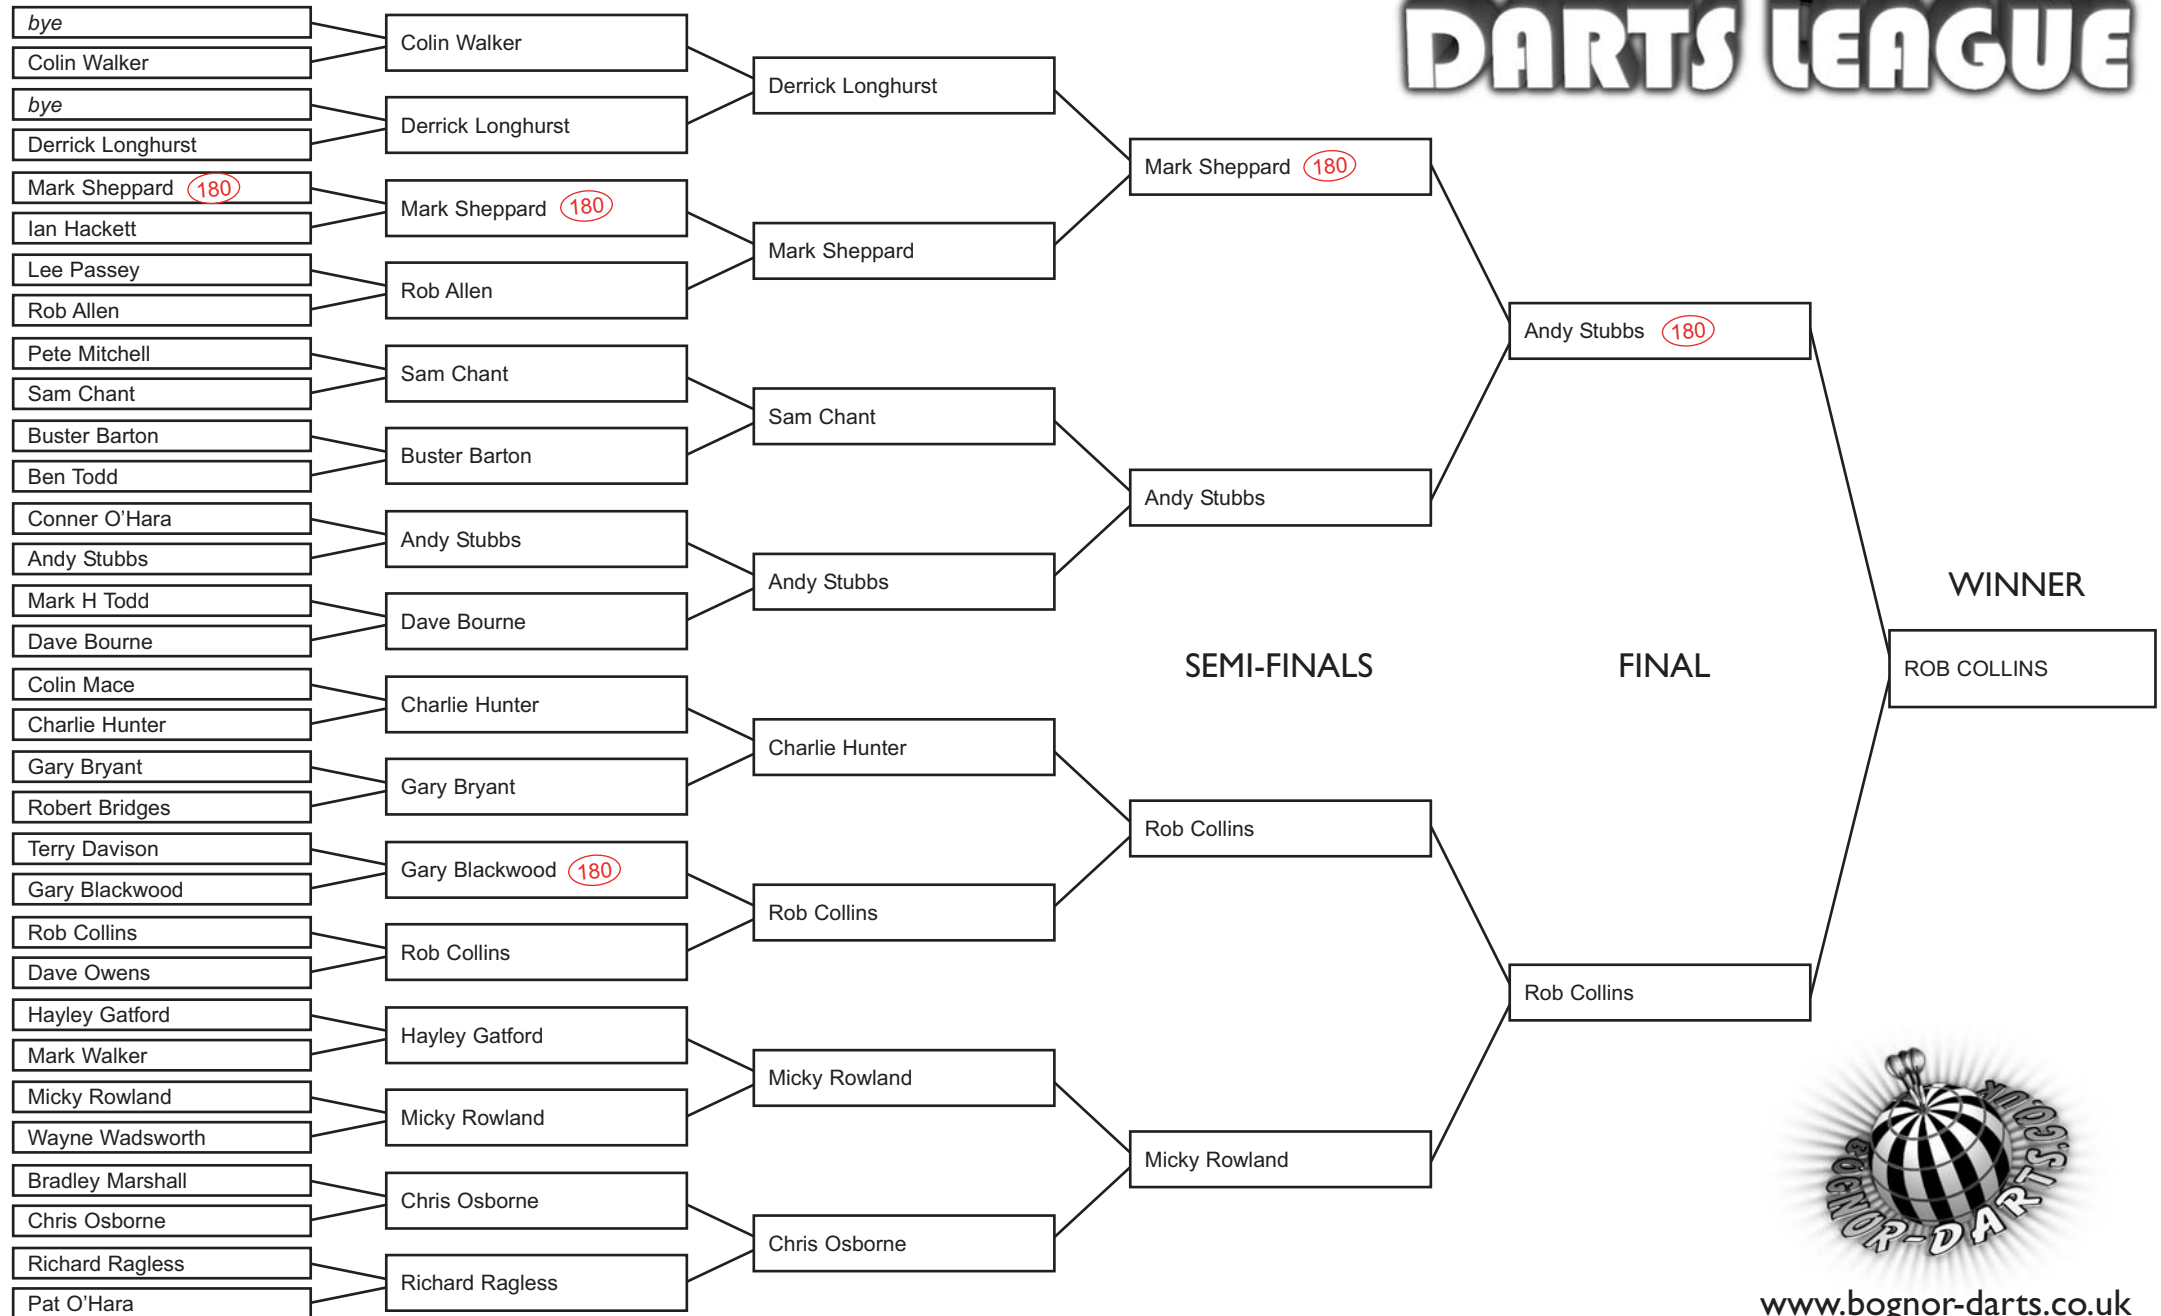 DARTS LEAGUE
bye
Colin Walker
bye
Derrick Longhurst
Mark Sheppard 180
Ian Hackett
Lee Passey
Rob Allen
Pete Mitchell
Sam Chant
Buster Barton
Ben Todd
Conner O’Hara
Andy Stubbs
Mark H Todd
Dave Bourne
Colin Mace
Charlie Hunter
Gary Bryant
Robert Bridges
Terry Davison
Gary Blackwood
Rob Collins
Dave Owens
Hayley Gatford
Mark Walker
Micky Rowland
Wayne Wadsworth
Bradley Marshall
Chris Osborne
Richard Ragless
Pat O’Hara
Colin Walker
Derrick Longhurst
Mark Sheppard 180
Rob Allen
Sam Chant
Buster Barton
Andy Stubbs
Dave Bourne
Charlie Hunter
Gary Bryant
Gary Blackwood 180
Rob Collins
Hayley Gatford
Micky Rowland
Chris Osborne
Richard Ragless
Derrick Longhurst
Mark Sheppard
Sam Chant
Andy Stubbs
Charlie Hunter
Rob Collins
Micky Rowland
Chris Osborne
Mark Sheppard 180
Andy Stubbs
SEMI-FINALS
Rob Collins
Micky Rowland
Andy Stubbs 180
FINAL
Rob Collins
WINNER
ROB COLLINS
BOGNOR-DARTS.CO.UK
www.bognor-darts.co.uk